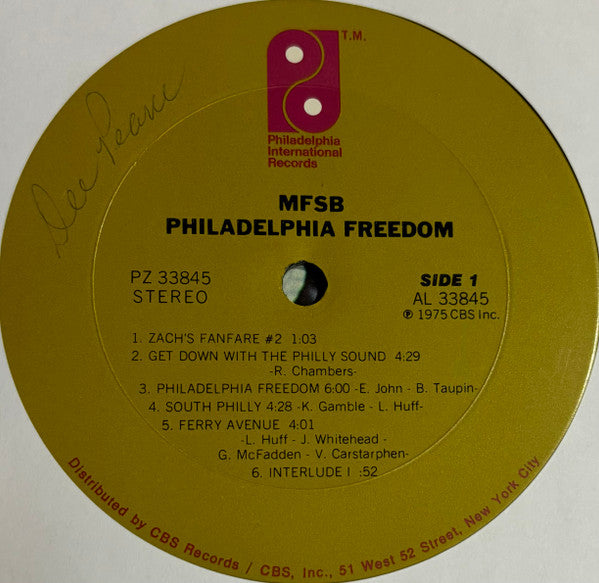 T.M.
Philadelphia
International
Records
MFSB
PHILADELPHIA FREEDOM
PZ 33845
STEREO
SIDE 1
AL 33845
℗ 1975 CBS Inc.
1. ZACH'S FANFARE #2 1:03
2. GET DOWN WITH THE PHILLY SOUND 4:29
-R. Chambers-
3. PHILADELPHIA FREEDOM 6:00 -E. John - B. Taupin-
4. SOUTH PHILLY 4:28 -K. Gamble - L. Huff-
5. FERRY AVENUE 4:01
-L. Huff - J. Whitehead -
G. McFadden - V. Carstarphen-
6. INTERLUDE I :52
Distributed by CBS Records / CBS, Inc., 51 West 52 Street, New York City